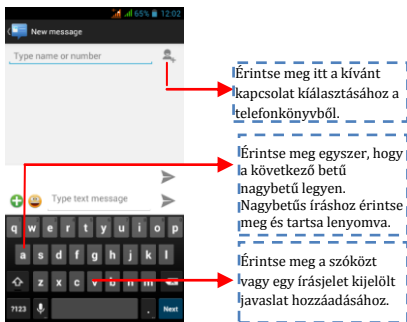 65% 12:02
New message
Type name or number
Érintse meg itt a kívánt
kapcsolat kíálasztásához a
telefonkönyvből.
Érintse meg egyszer, hogy
a következő betű
nagybetű legyen.
Nagybetűs íráshoz érintse
meg és tartsa lenyomva.
Type text message
q w e r t y u i o p
a s d f g h j k l
z x c v b n m
?123 . Next
Érintse meg a szóközt
vagy egy írásjelet kijelölt
javaslat hozzáadásához.